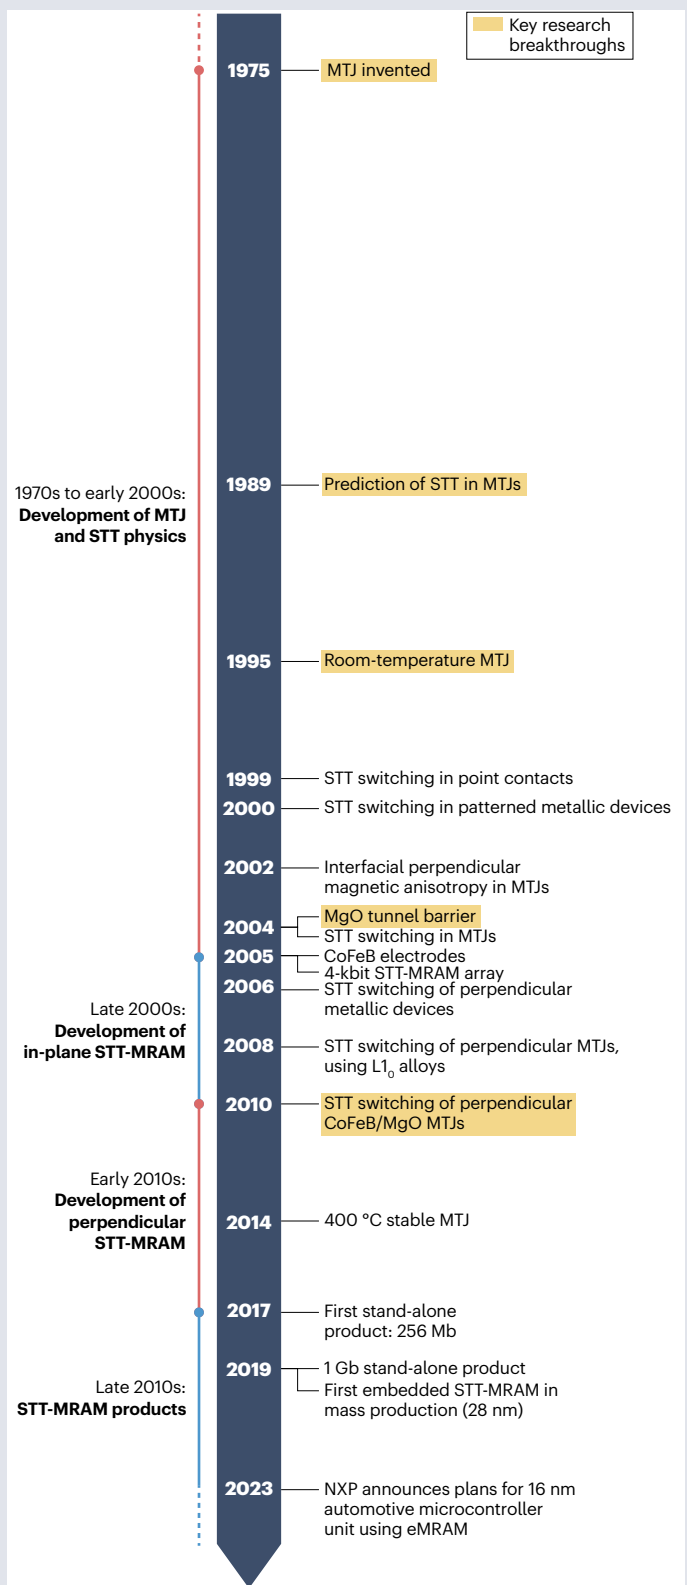 Key research
breakthroughs
1975
MTJ invented
1970s to early 2000s:
Development of MTJ
and STT physics
1989
Prediction of STT in MTJs
1995
Room-temperature MTJ
1999
STT switching in point contacts
2000
STT switching in patterned metallic devices
2002
Interfacial perpendicular
magnetic anisotropy in MTJs
2004
MgO tunnel barrier
STT switching in MTJs
2005
CoFeB electrodes
4-kbit STT-MRAM array
2006
STT switching of perpendicular
metallic devices
Late 2000s:
Development of
in-plane STT-MRAM
2008
STT switching of perpendicular MTJs,
using L1₀ alloys
2010
STT switching of perpendicular
CoFeB/MgO MTJs
Early 2010s:
Development of
perpendicular
STT-MRAM
2014
400 °C stable MTJ
2017
First stand-alone
product: 256 Mb
2019
1 Gb stand-alone product
First embedded STT-MRAM in
mass production (28 nm)
Late 2010s:
STT-MRAM products
2023
NXP announces plans for 16 nm
automotive microcontroller
unit using eMRAM